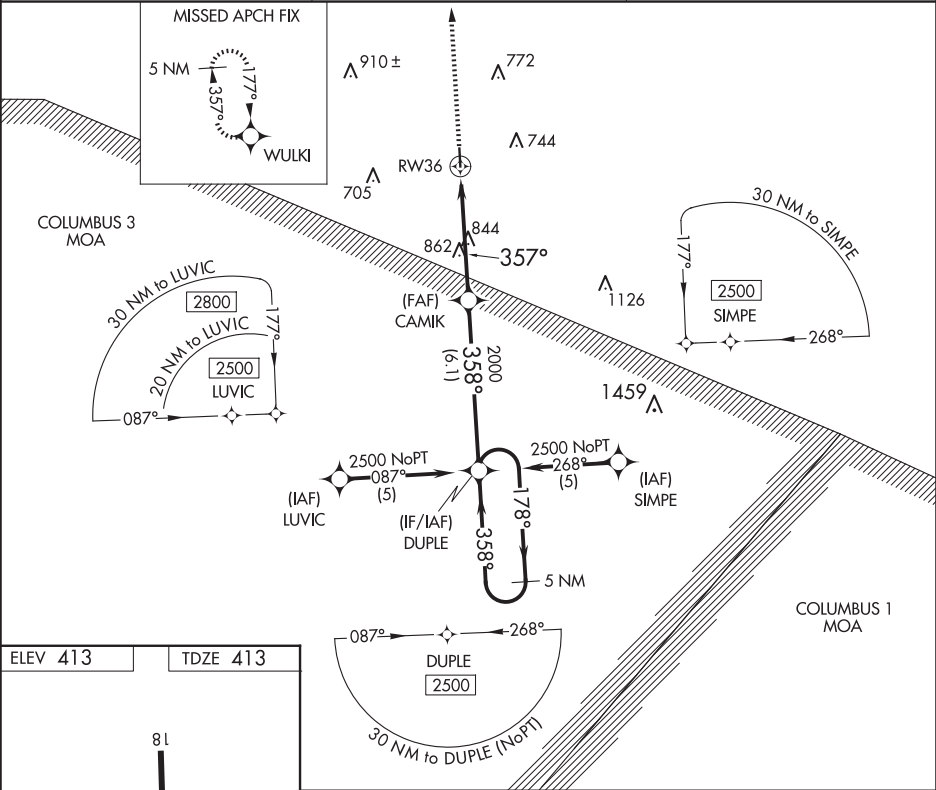 MISSED APCH FIX
5 NM
177°
357°
WULKI
910 ±
772
744
RW36
705
COLUMBUS 3
MOA
844
862
357°
30 NM to SIMPE
177°
2500
SIMPE
268°
1126
(FAF)
CAMIK
30 NM to LUVIC
2800
177°
20 NM to LUVIC
2500
LUVIC
087°
2000
358°
(6.1)
1459
2500 NoPT
087°
(5)
2500 NoPT
268°
(5)
(IAF)
LUVIC
(IF/IAF)
DUPLE
(IAF)
SIMPE
178°
358°
5 NM
COLUMBUS 1
MOA
087°
268°
DUPLE
2500
30 NM to DUPLE (NoPT)
ELEV 413
TDZE 413
18